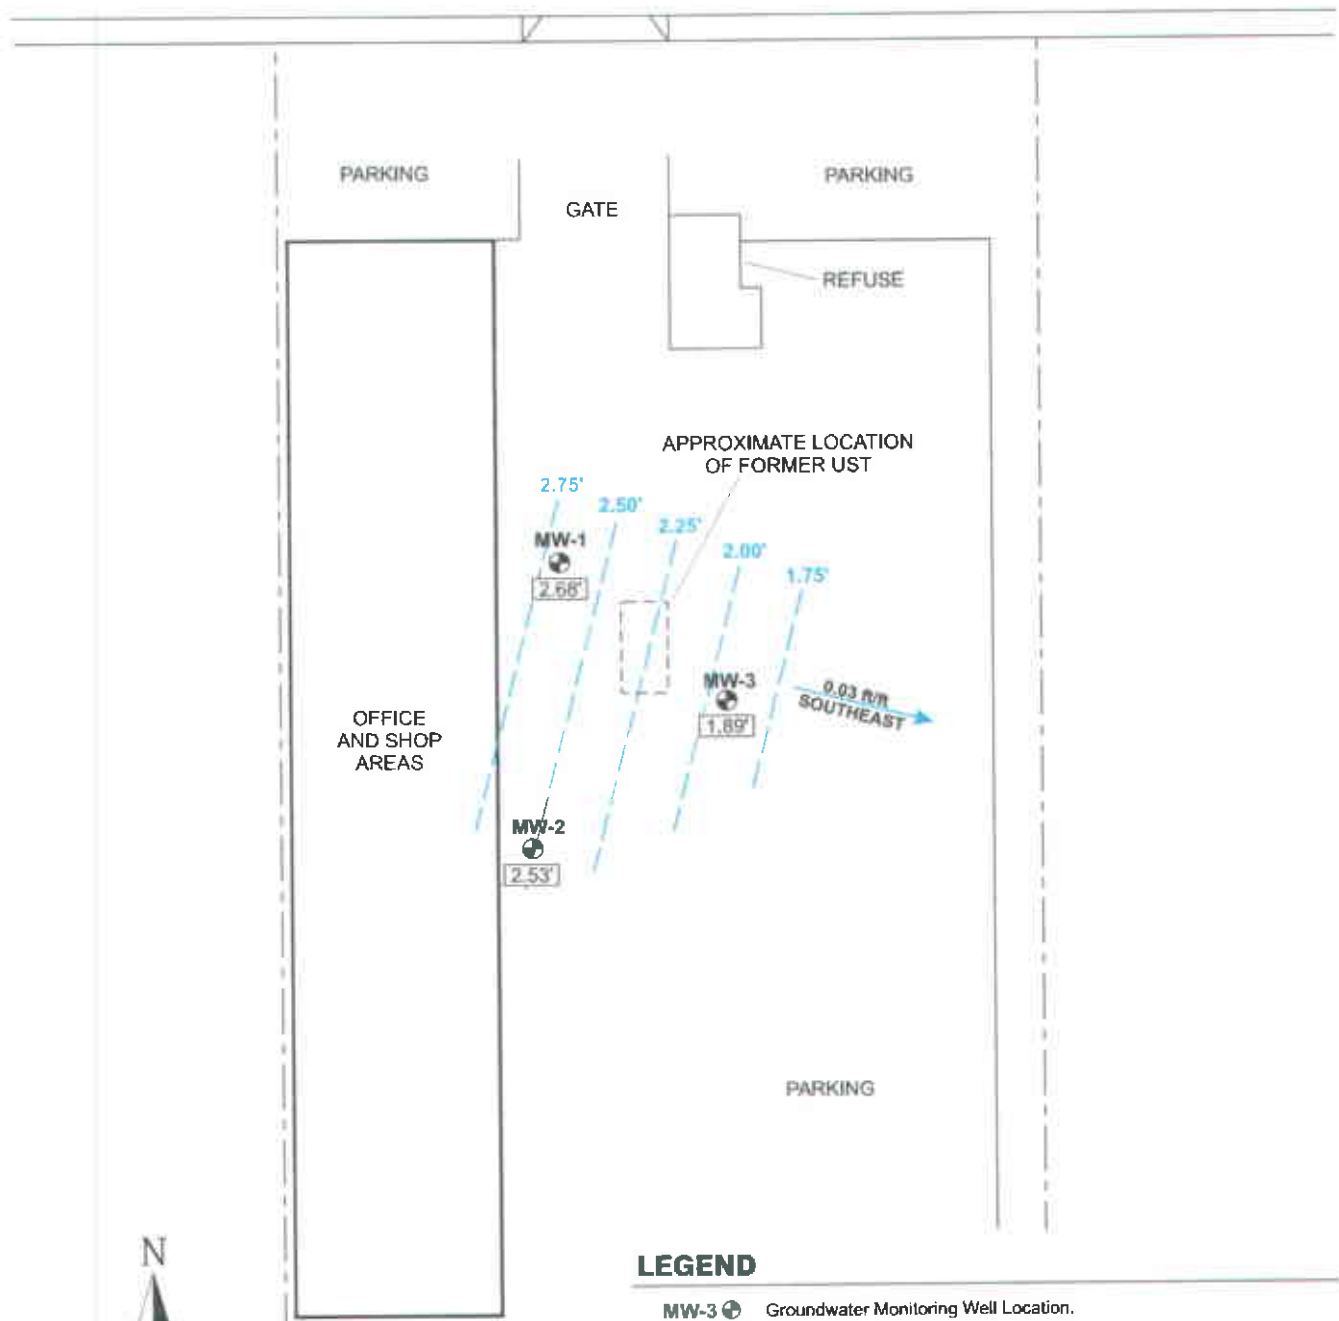 PARKING
GATE
PARKING
REFUSE
APPROXIMATE LOCATION
OF FORMER UST
2.75'
2.50'
2.25'
2.00'
1.75'
MW-1
2.68'
MW-3
1.89'
0.03 ft/ft
SOUTHEAST
OFFICE
AND SHOP
AREAS
MW-2
2.53'
PARKING
N
LEGEND
MW-3 Groundwater Monitoring Well Location.